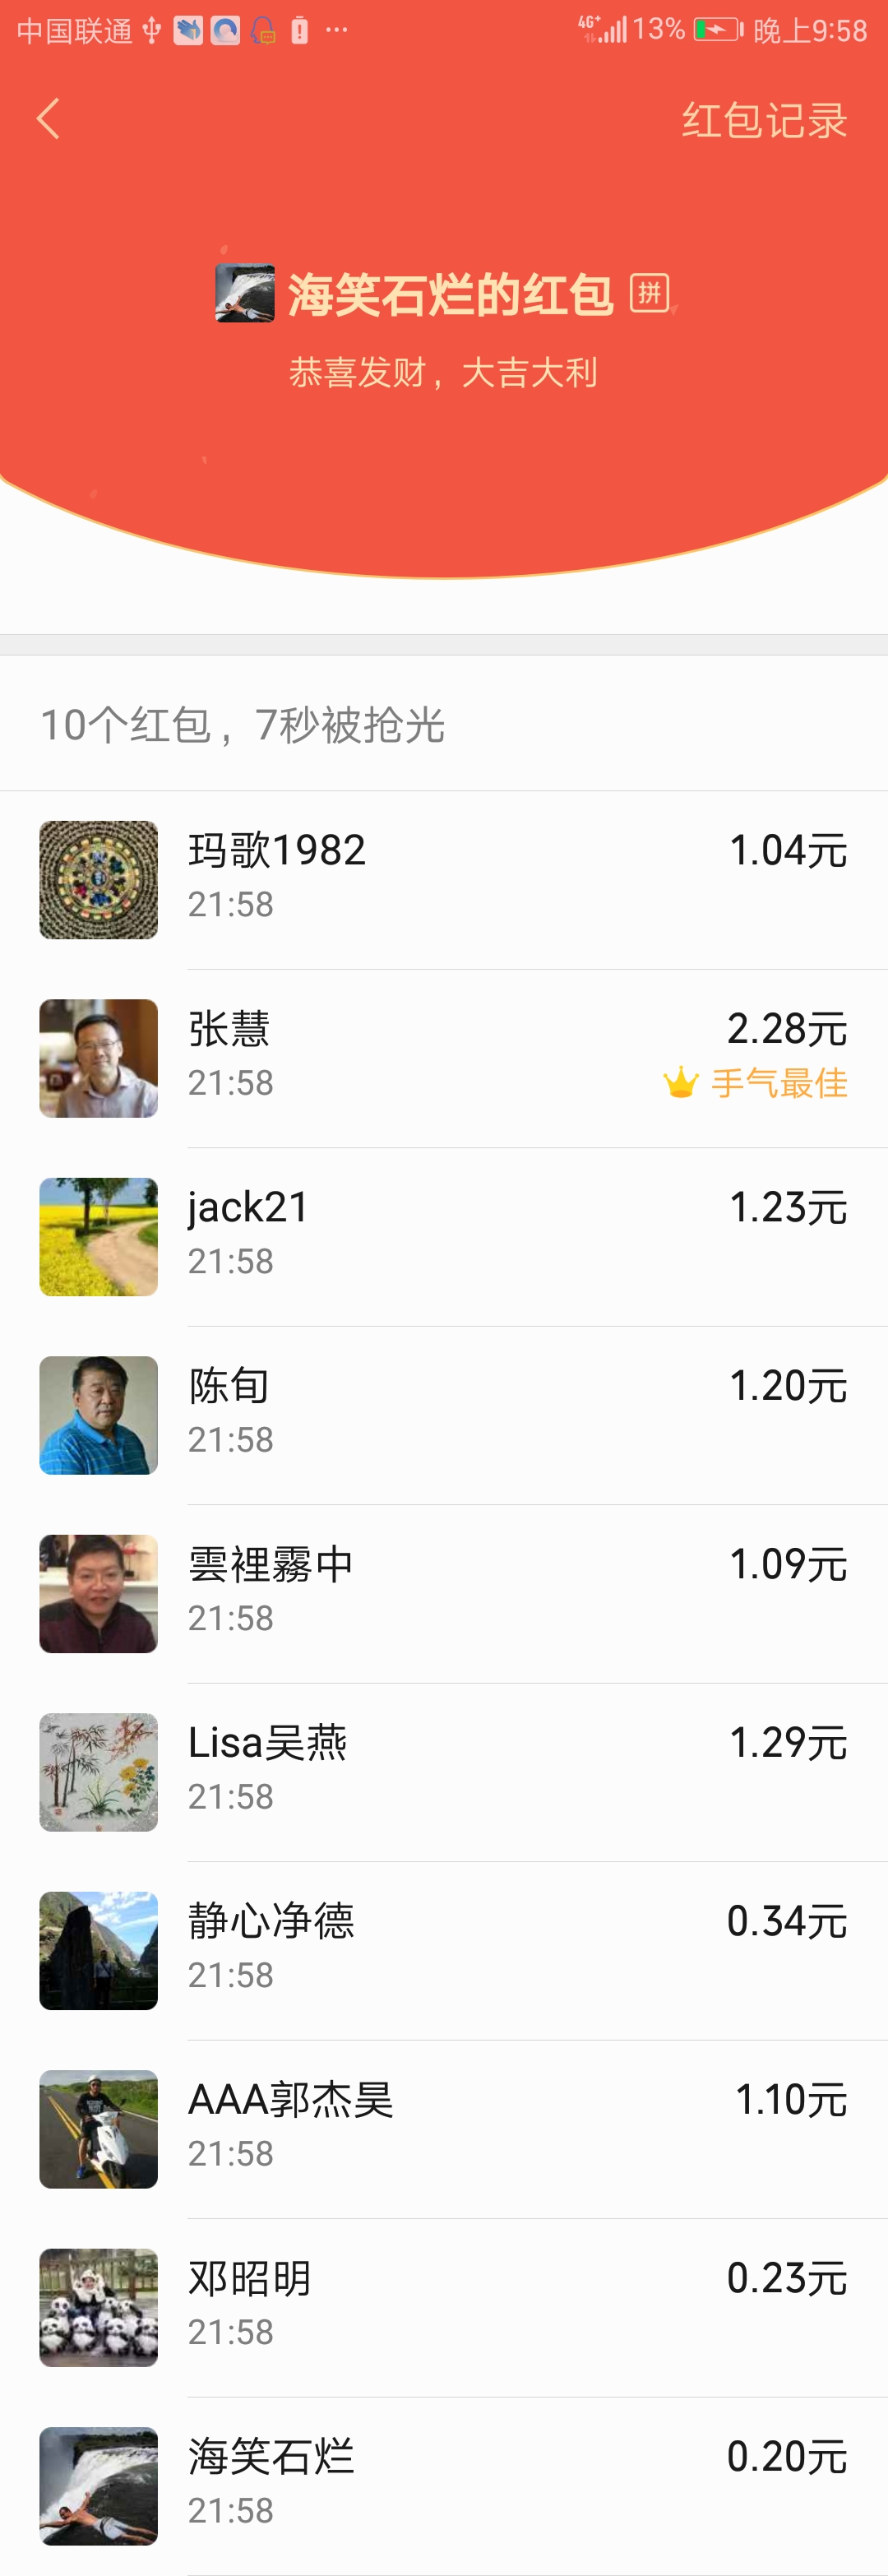 中国联通 4G+ 13% 晚上9:58
红包记录
海笑石烂的红包 拼
恭喜发财，大吉大利
10个红包，7秒被抢光
玛歌1982 1.04元
21:58
张慧 2.28元
21:58 手气最佳
jack21 1.23元
21:58
陈旬 1.20元
21:58
雲裡霧中 1.09元
21:58
Lisa吴燕 1.29元
21:58
静心净德 0.34元
21:58
AAA郭杰昊 1.10元
21:58
邓昭明 0.23元
21:58
海笑石烂 0.20元
21:58